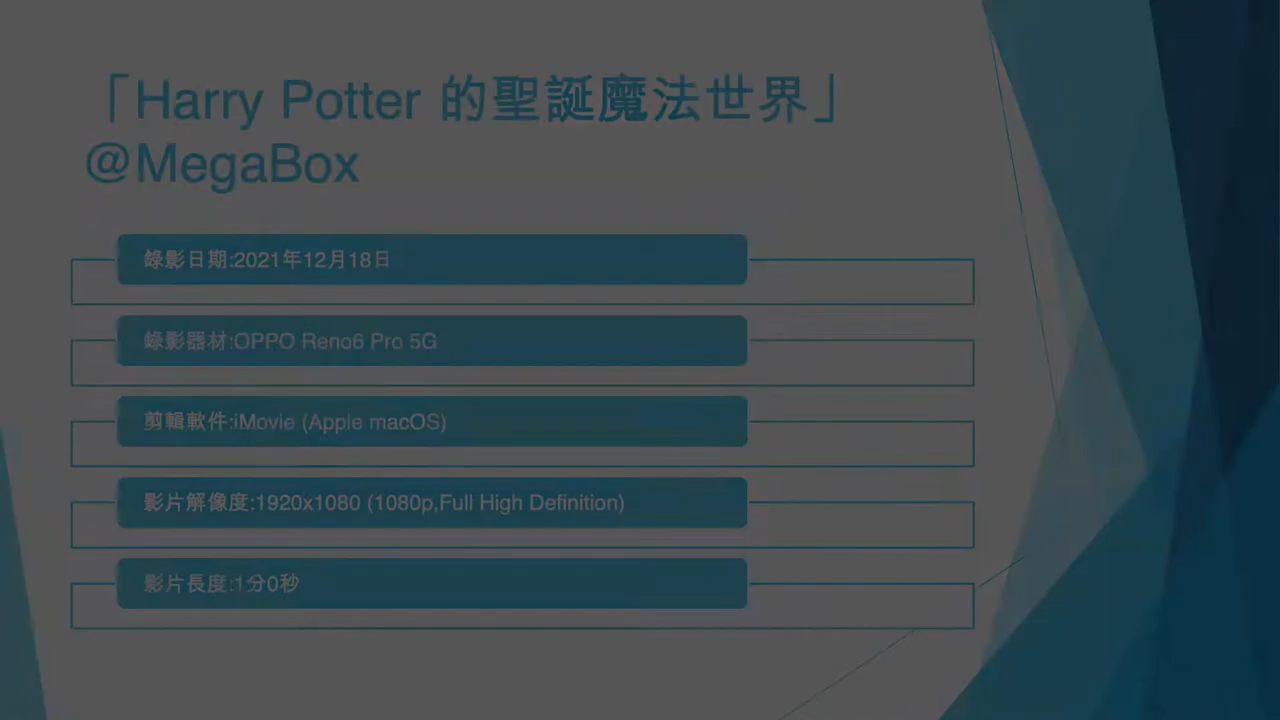 「Harry Potter 的聖誕魔法世界」
@MegaBox
錄影日期:2021年12月18日
錄影器材:OPPO Reno6 Pro 5G
剪輯軟件:iMovie (Apple macOS)
影片解像度:1920x1080 (1080p,Full High Definition)
影片長度:1分0秒